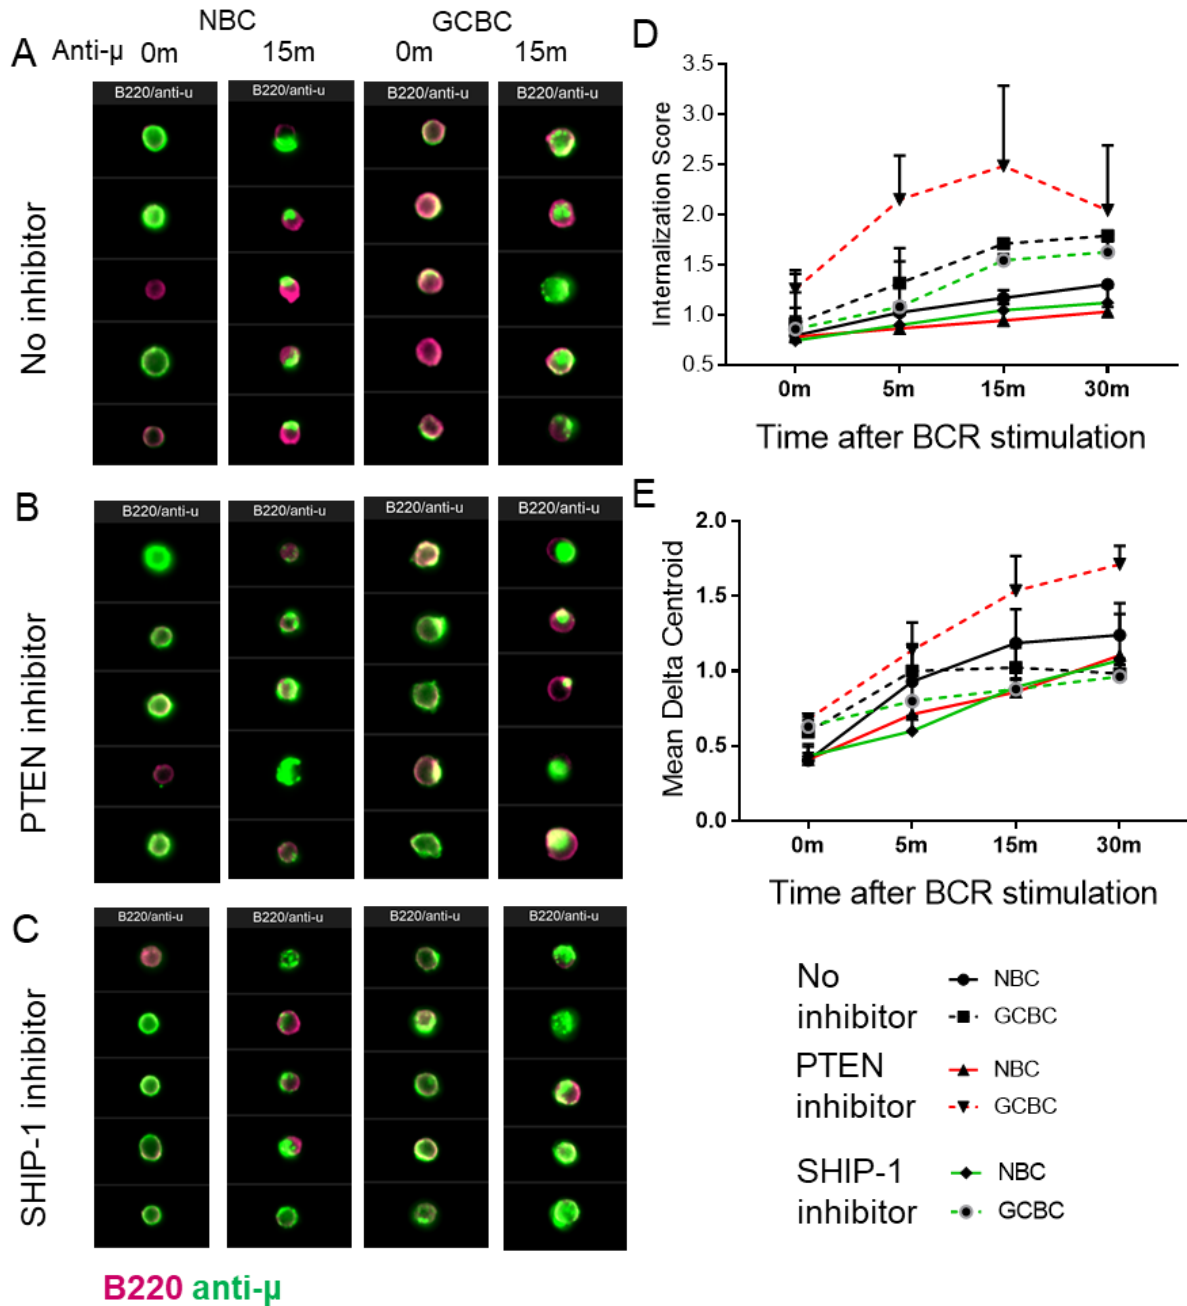 NBC GCBC
A Anti-µ 0m 15m 0m 15m
B220/anti-u B220/anti-u B220/anti-u B220/anti-u
No inhibitor
B
B220/anti-u B220/anti-u B220/anti-u B220/anti-u
PTEN inhibitor
C
B220/anti-u B220/anti-u B220/anti-u B220/anti-u
SHIP-1 inhibitor
B220 anti-µ
D
Internalization Score
3.5
3.0
2.5
2.0
1.5
1.0
0.5
0m 5m 15m 30m
Time after BCR stimulation
E
Mean Delta Centroid
2.0
1.5
1.0
0.5
0.0
0m 5m 15m 30m
Time after BCR stimulation
No inhibitor
NBC
GCBC
PTEN inhibitor
NBC
GCBC
SHIP-1 inhibitor
NBC
GCBC